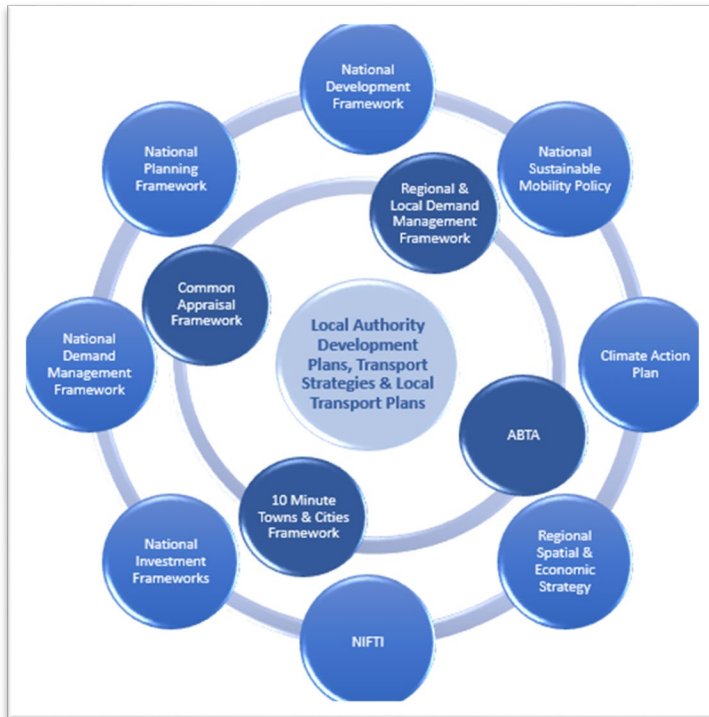 National
Development
Framework
National
Sustainable
Mobility Policy
Climate Action
Plan
Regional
Spatial &
Economic
Strategy
NIFTI
National
Investment
Frameworks
National
Demand
Management
Framework
National
Planning
Framework
Regional &
Local Demand
Management
Framework
ABTA
10 Minute
Towns & Cities
Framework
Common
Appraisal
Framework
Local Authority
Development
Plans, Transport
Strategies & Local
Transport Plans